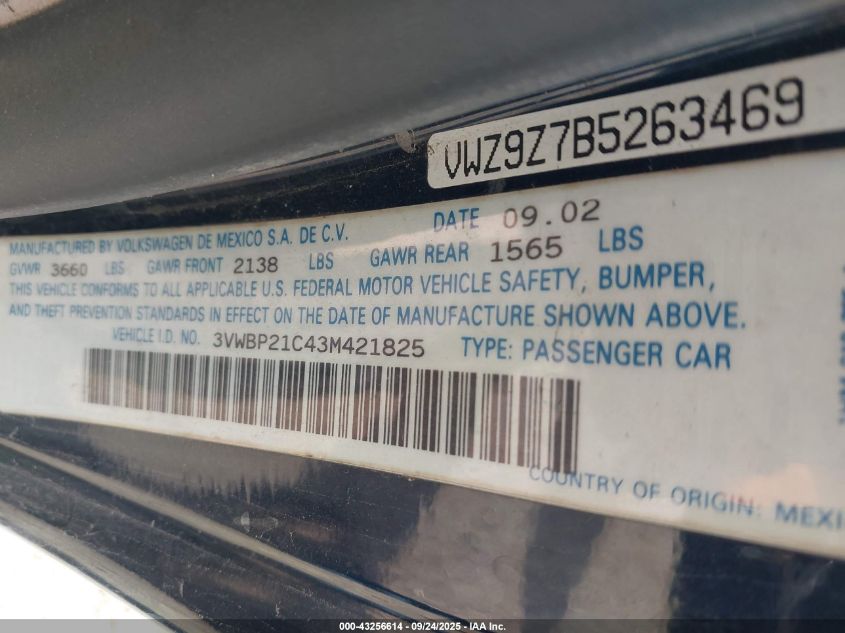 VWZ9Z7B5263469
MANUFACTURED BY VOLKSWAGEN DE MEXICO S.A. DE C.V. DATE 09.02
GVWR 3660 LBS GAWR FRONT 2138 LBS GAWR REAR 1565 LBS
THIS VEHICLE CONFORMS TO ALL APPLICABLE U.S. FEDERAL MOTOR VEHICLE SAFETY, BUMPER,
AND THEFT PREVENTION STANDARDS IN EFFECT ON THE DATE OF MANUFACTURE SHOWN ABOVE.
VEHICLE I.D. NO. 3VWBP21C43M421825 TYPE: PASSENGER CAR
COUNTRY OF ORIGIN: MEXI
000-43256614 - 09/24/2025 - IAA Inc.